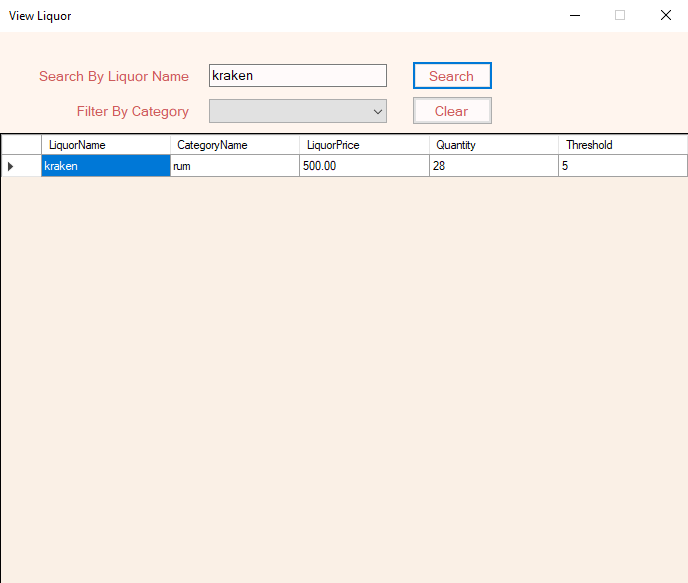 View Liquor
Search By Liquor Name kraken Search
Filter By Category Clear
LiquorName CategoryName LiquorPrice Quantity Threshold
kraken rum 500.00 28 5